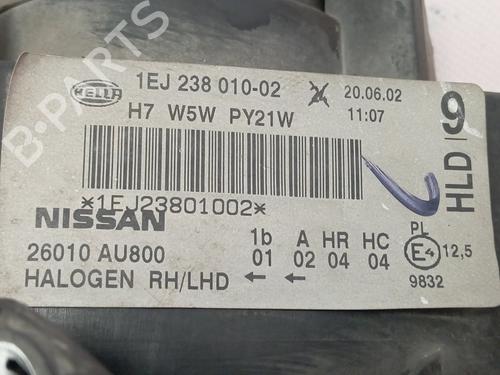 HELLA
1EJ 238 010-02 20.06.02
H7 W5W PY21W 11:07
*1EJ23801002*
HLD 9
NISSAN
26010 AU800
HALOGEN RH/LHD ← ←
1b A HR HC PL
01 02 04 04 E4 12,5
9832
B-PARTS